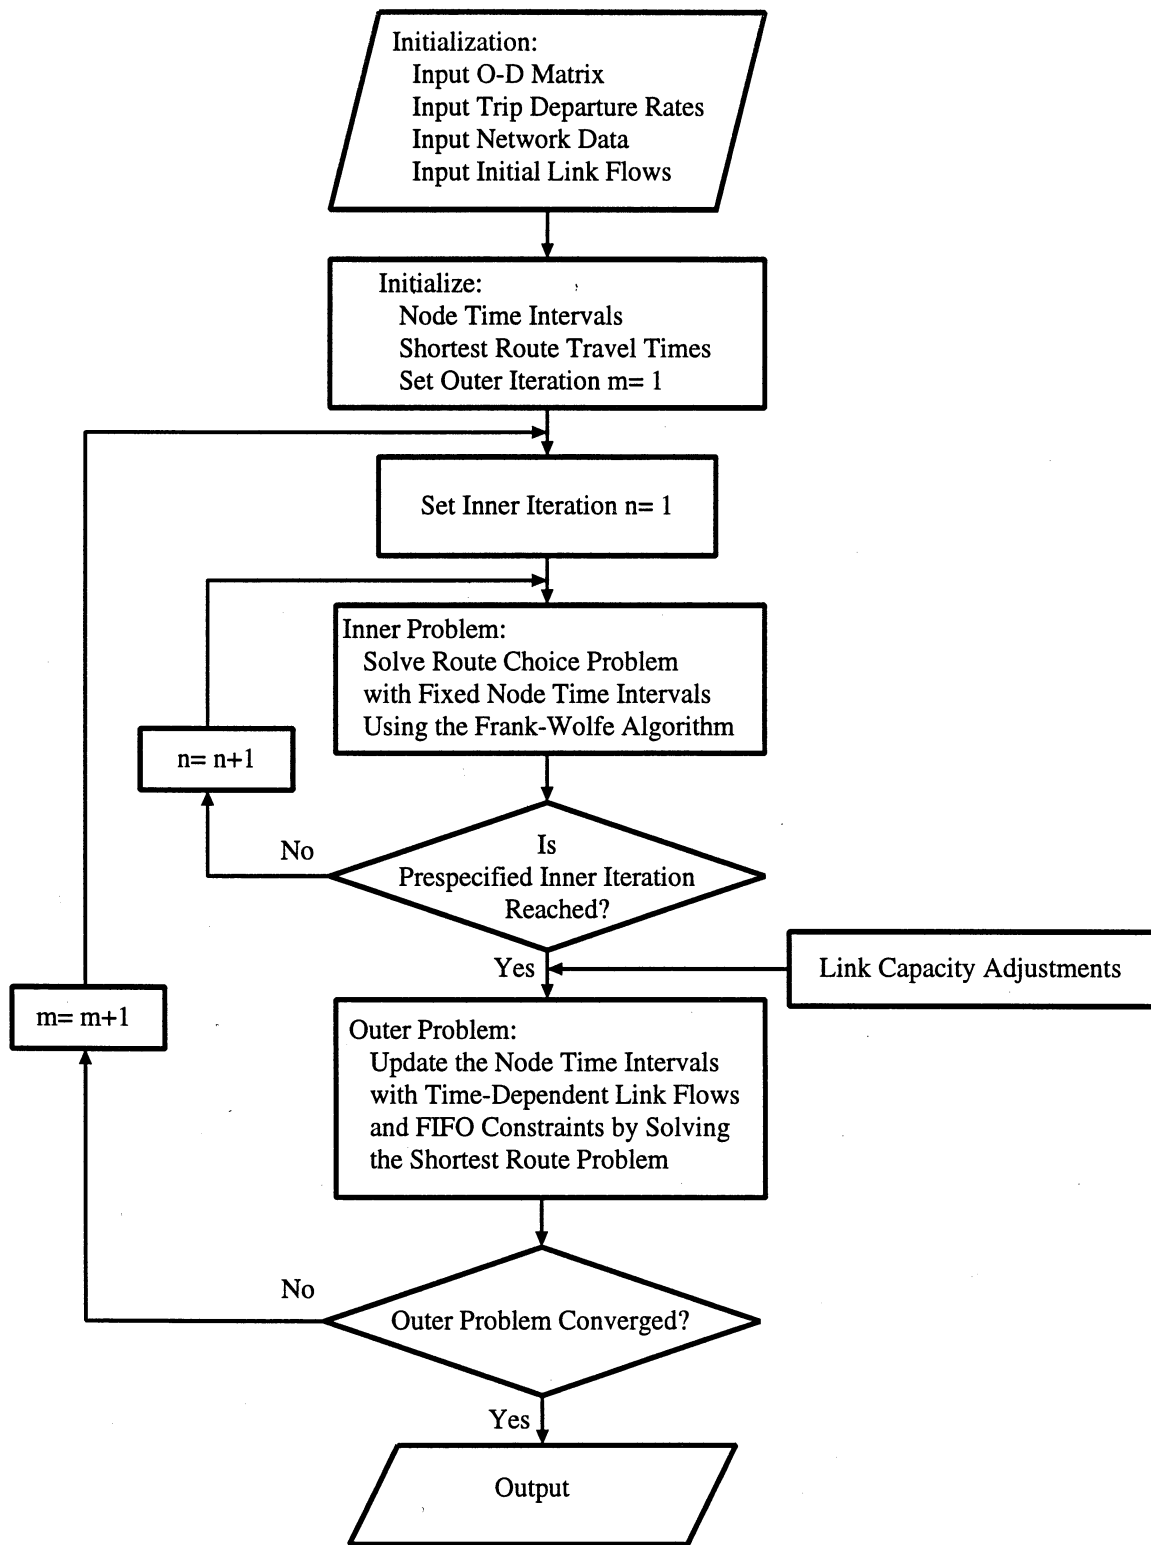 Initialization:
Input O-D Matrix
Input Trip Departure Rates
Input Network Data
Input Initial Link Flows
Initialize:
Node Time Intervals
Shortest Route Travel Times
Set Outer Iteration m= 1
Set Inner Iteration n= 1
Inner Problem:
Solve Route Choice Problem
with Fixed Node Time Intervals
Using the Frank-Wolfe Algorithm
n= n+1
No
Is
Prespecified Inner Iteration
Reached?
Yes
Link Capacity Adjustments
m= m+1
Outer Problem:
Update the Node Time Intervals
with Time-Dependent Link Flows
and FIFO Constraints by Solving
the Shortest Route Problem
No
Outer Problem Converged?
Yes
Output